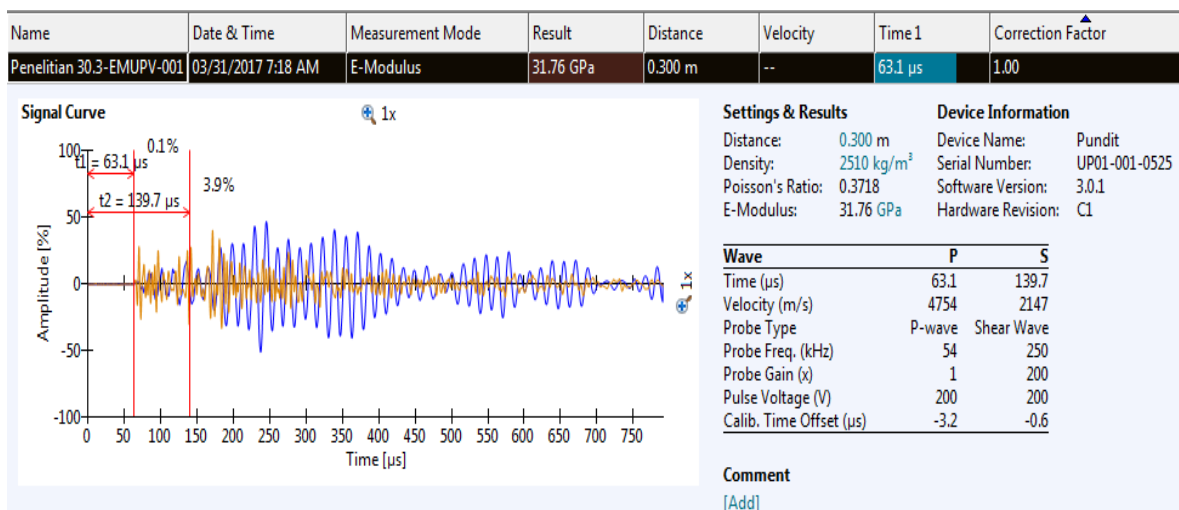 Name Date & Time Measurement Mode Result Distance Velocity Time 1 Correction Factor
Penelitian 30.3-EMUPV-001 03/31/2017 7:18 AM E-Modulus 31.76 GPa 0.300 m -- 63.1 µs 1.00
Signal Curve 1x
0.1%
t1 = 63.1 µs
3.9%
t2 = 139.7 µs
100
50
0
-50
-100
Amplitude [%]
0 50 100 150 200 250 300 350 400 450 500 550 600 650 700 750
Time [µs]
1x
Settings & Results
Distance: 0.300 m
Density: 2510 kg/m³
Poisson's Ratio: 0.3718
E-Modulus: 31.76 GPa
Device Information
Device Name: Pundit
Serial Number: UP01-001-0525
Software Version: 3.0.1
Hardware Revision: C1
Wave P S
Time (µs) 63.1 139.7
Velocity (m/s) 4754 2147
Probe Type P-wave Shear Wave
Probe Freq. (kHz) 54 250
Probe Gain (x) 1 200
Pulse Voltage (V) 200 200
Calib. Time Offset (µs) -3.2 -0.6
Comment
[Add]